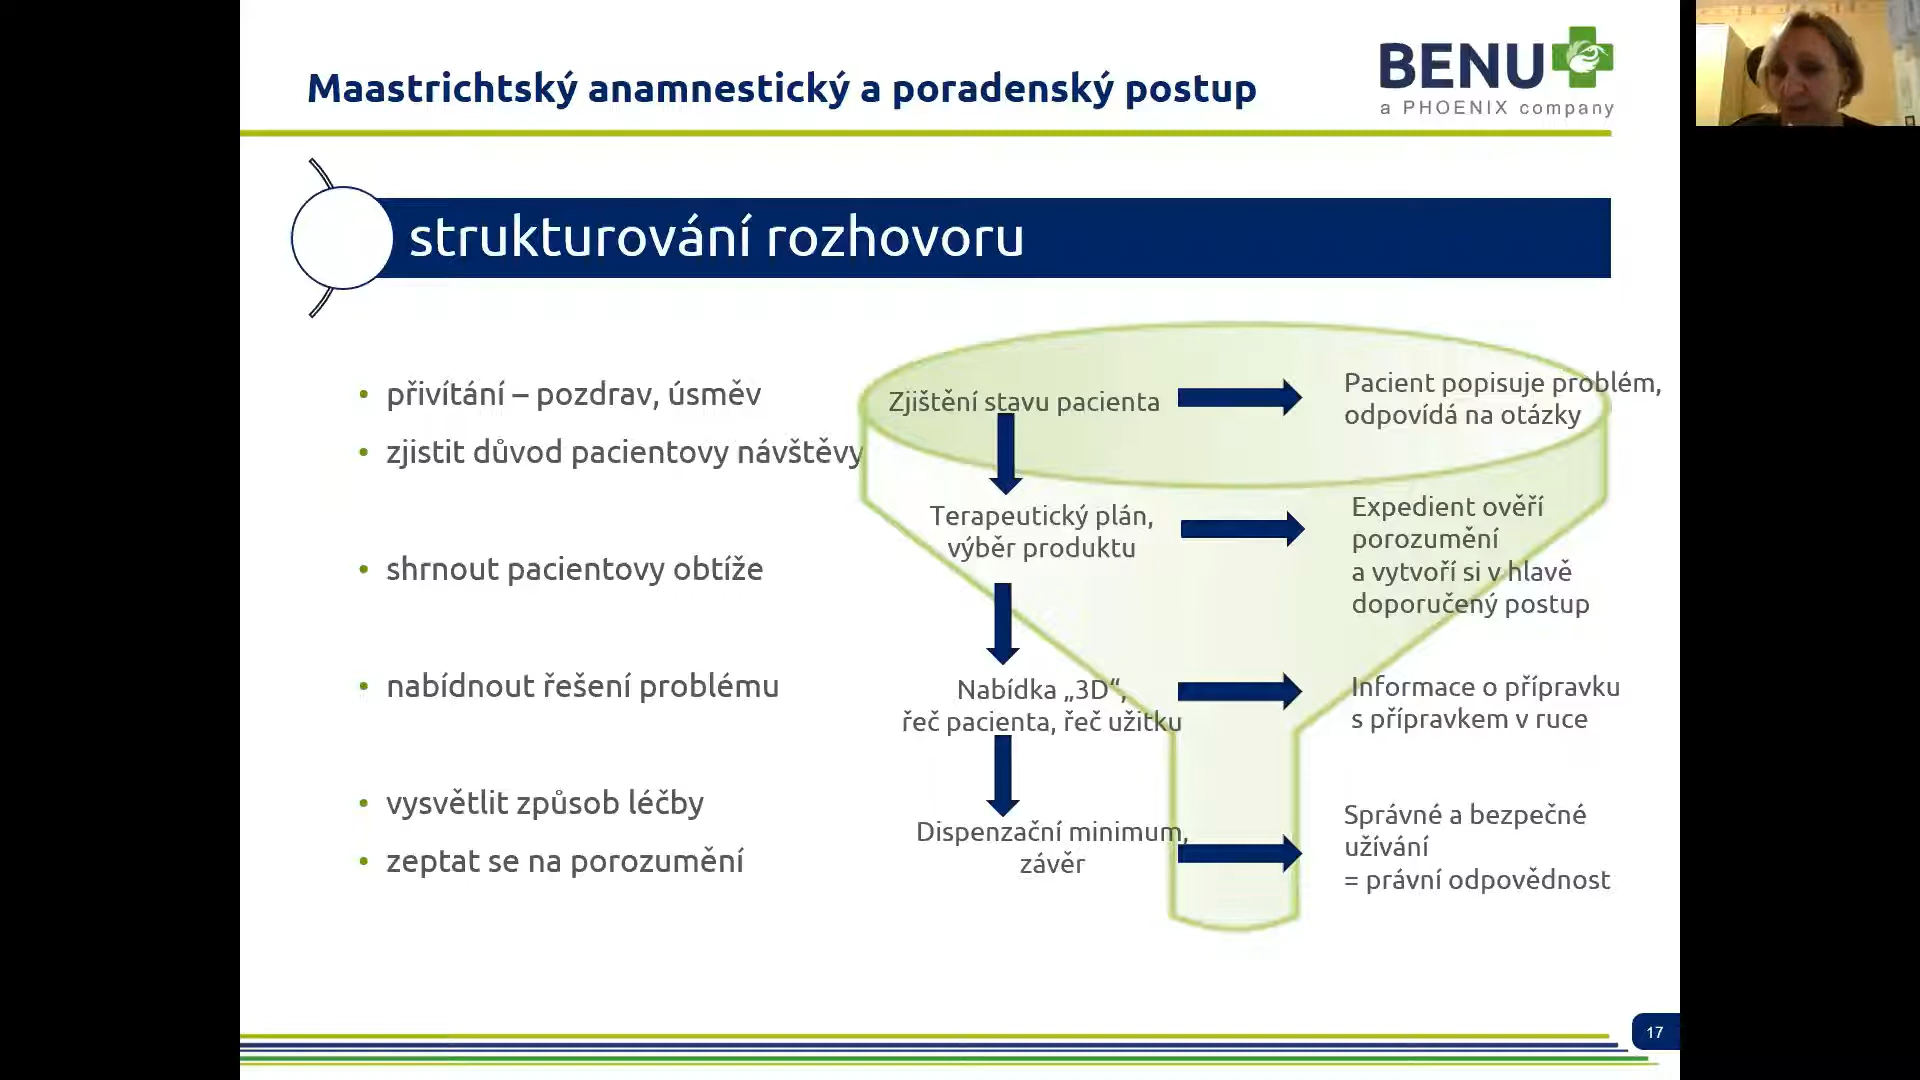 Maastrichtský anamnestický a poradenský postup
BENU
a PHOENIX company
strukturování rozhovoru
• přivítání – pozdrav, úsměv
• zjistit důvod pacientovy návštěvy
• shrnout pacientovy obtíže
• nabídnout řešení problému
• vysvětlit způsob léčby
• zeptat se na porozumění
Zjištění stavu pacienta
Pacient popisuje problém,
odpovídá na otázky
Terapeutický plán,
výběr produktu
Expedient ověří
porozumění
a vytvoří si v hlavě
doporučený postup
Nabídka „3D“,
řeč pacienta, řeč užitku
Informace o přípravku
s přípravkem v ruce
Dispenzační minimum,
závěr
Správné a bezpečné
užívání
= právní odpovědnost
17